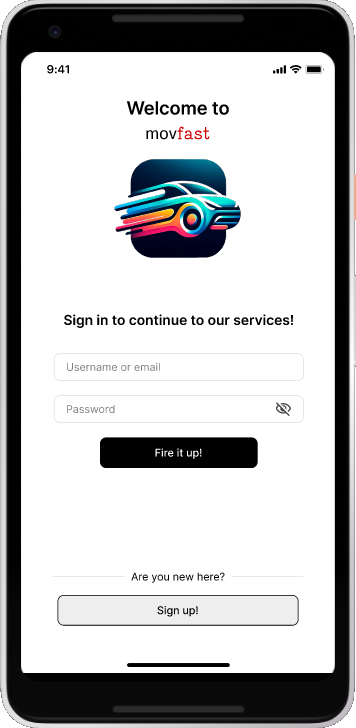 9:41
Welcome to
movfast
Sign in to continue to our services!
Username or email
Password
Fire it up!
Are you new here?
Sign up!